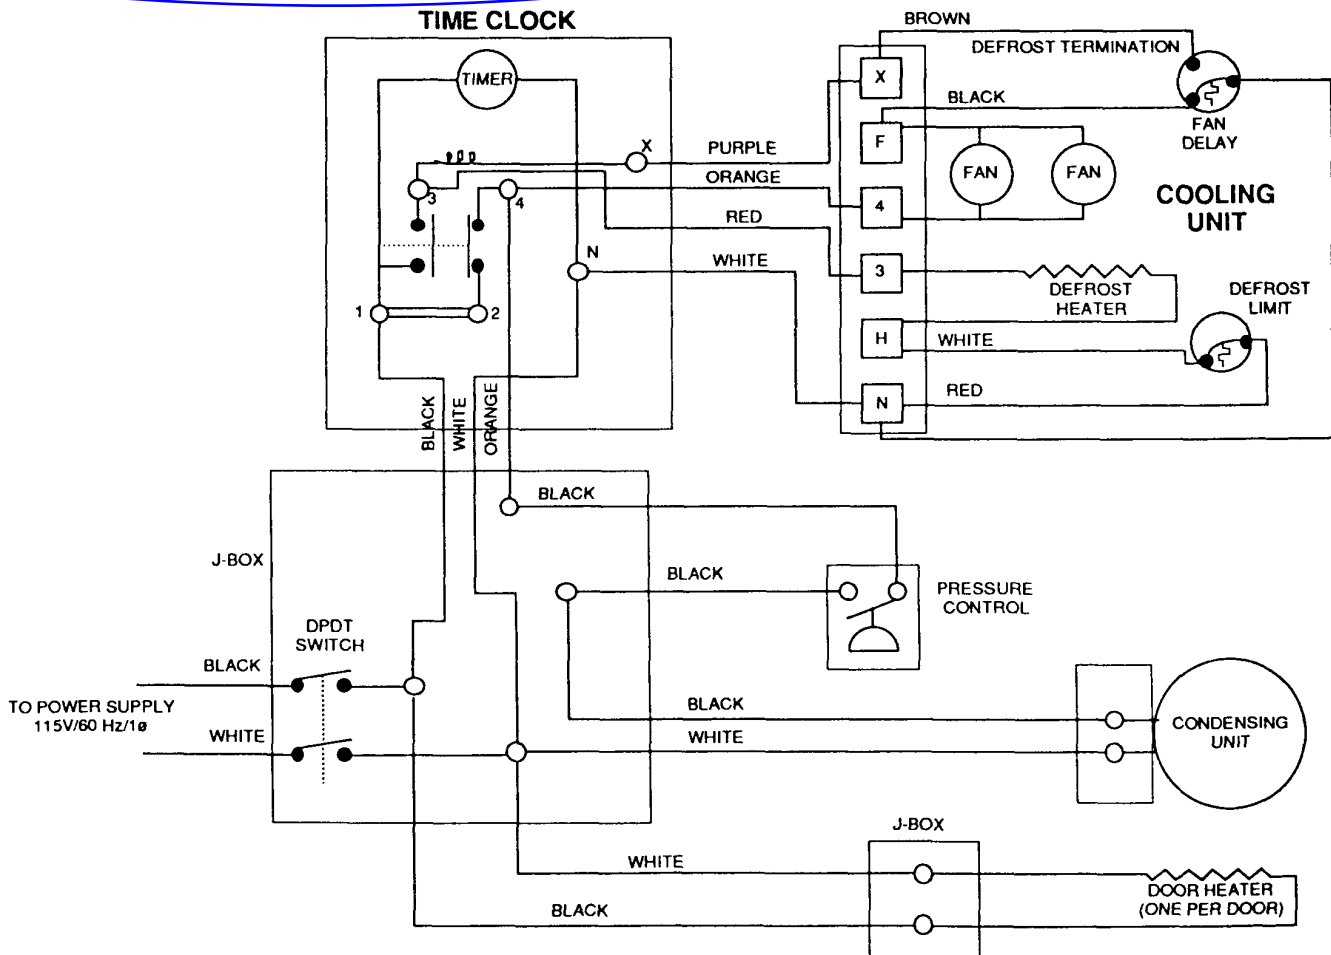 TIME CLOCK
BROWN
DEFROST TERMINATION
TIMER
X
BLACK
FAN
DELAY
F
X
PURPLE
FAN
FAN
ORANGE
COOLING
UNIT
3
4
4
RED
N
WHITE
3
DEFROST
HEATER
DEFROST
LIMIT
1
2
H
WHITE
BLACK
WHITE
ORANGE
N
RED
BLACK
J-BOX
BLACK
PRESSURE
CONTROL
DPDT
SWITCH
BLACK
TO POWER SUPPLY
115V/60 Hz/1ø
WHITE
BLACK
WHITE
CONDENSING
UNIT
J-BOX
WHITE
DOOR HEATER
(ONE PER DOOR)
BLACK